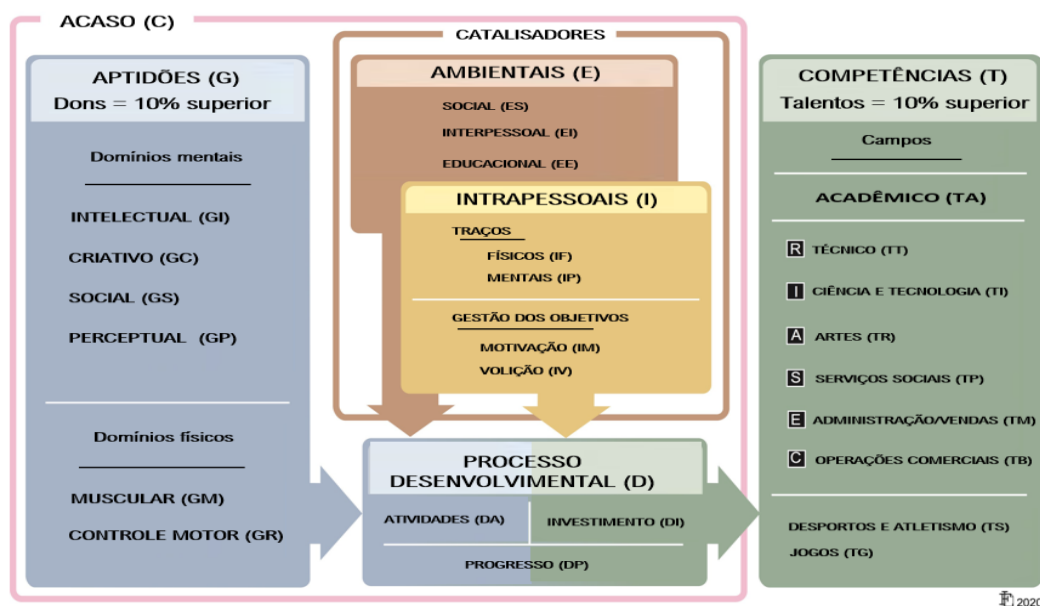 ACASO (C)
APTIDÕES (G)
Dons = 10% superior
Domínios mentais
INTELECTUAL (GI)
CRIATIVO (GC)
SOCIAL (GS)
PERCEPTUAL (GP)
Domínios físicos
MUSCULAR (GM)
CONTROLE MOTOR (GR)
CATALISADORES
AMBIENTAIS (E)
SOCIAL (ES)
INTERPESSOAL (EI)
EDUCACIONAL (EE)
INTRAPESSOAIS (I)
TRAÇOS
FÍSICOS (IF)
MENTAIS (IP)
GESTÃO DOS OBJETIVOS
MOTIVAÇÃO (IM)
VOLIÇÃO (IV)
PROCESSO
DESENVOLVIMENTAL (D)
ATIVIDADES (DA)
INVESTIMENTO (DI)
PROGRESSO (DP)
COMPETÊNCIAS (T)
Talentos = 10% superior
Campos
ACADÊMICO (TA)
R TÉCNICO (TT)
I CIÊNCIA E TECNOLOGIA (TI)
A ARTES (TR)
S SERVIÇOS SOCIAIS (TP)
E ADMINISTRAÇÃO/VENDAS (TM)
C OPERAÇÕES COMERCIAIS (TB)
DESPORTOS E ATLETISMO (TS)
JOGOS (TG)
2020